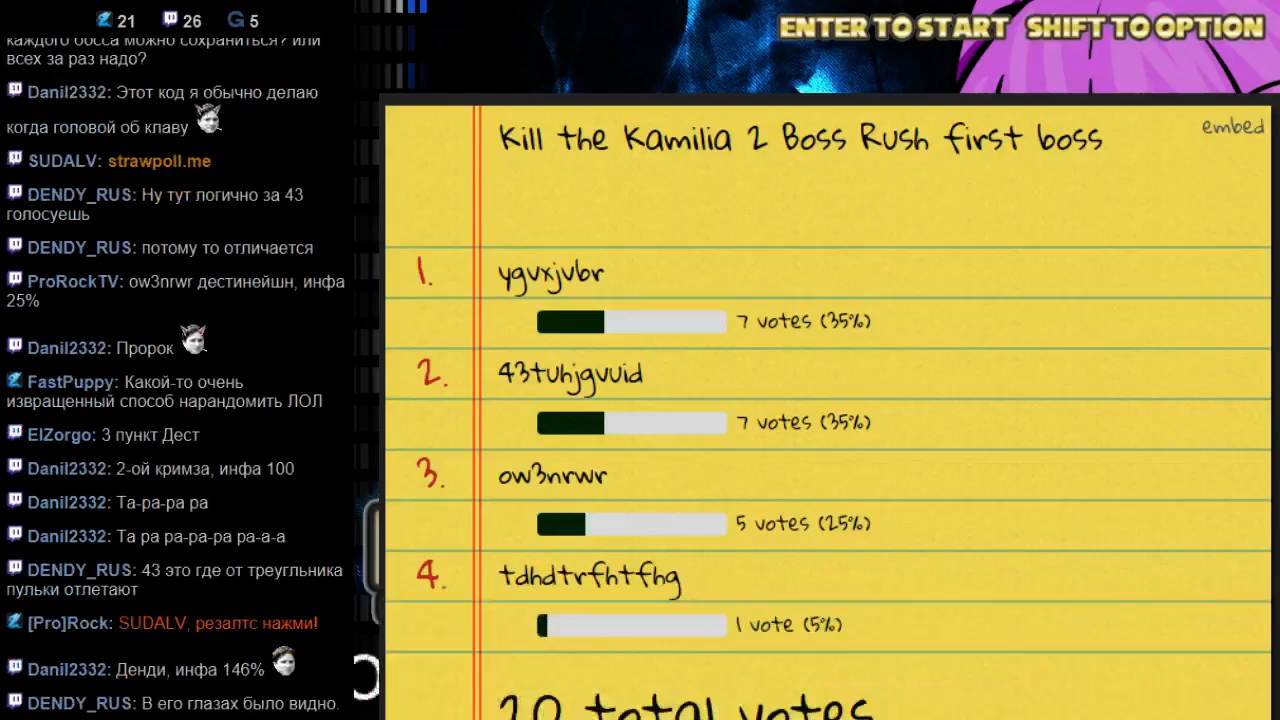 21 26 G 5
каждого босса можно сохраниться? или
всех за раз надо?
Danil2332: Этот код я обычно делаю
когда головой об клаву
SUDALV: strawpoll.me
DENDY_RUS: Ну тут логично за 43
голосуешь
DENDY_RUS: потому то отличается
ProRockTV: ow3nrwr дестинейшн, инфа
25%
Danil2332: Пророк
FastPuppy: Какой-то очень
извращенный способ нарандомить ЛОЛ
ElZorgo: 3 пункт Дест
Danil2332: 2-ой кримза, инфа 100
Danil2332: Та-ра-ра ра
Danil2332: Та ра ра-ра-ра ра-а-а
DENDY_RUS: 43 это где от треугльника
пульки отлетают
[Pro]Rock: SUDALV, резалтс нажми!
Danil2332: Денди, инфа 146%
DENDY_RUS: В его глазах было видно.
ENTER TO START SHIFT TO OPTION
Kill the Kamilia 2 Boss Rush first boss
embed
1. ygvxjvbr
7 votes (35%)
2. 43tuhjgvuid
7 votes (35%)
3. ow3nrwr
5 votes (25%)
4. tdhdtrfhtfhg
1 vote (5%)
20 total votes